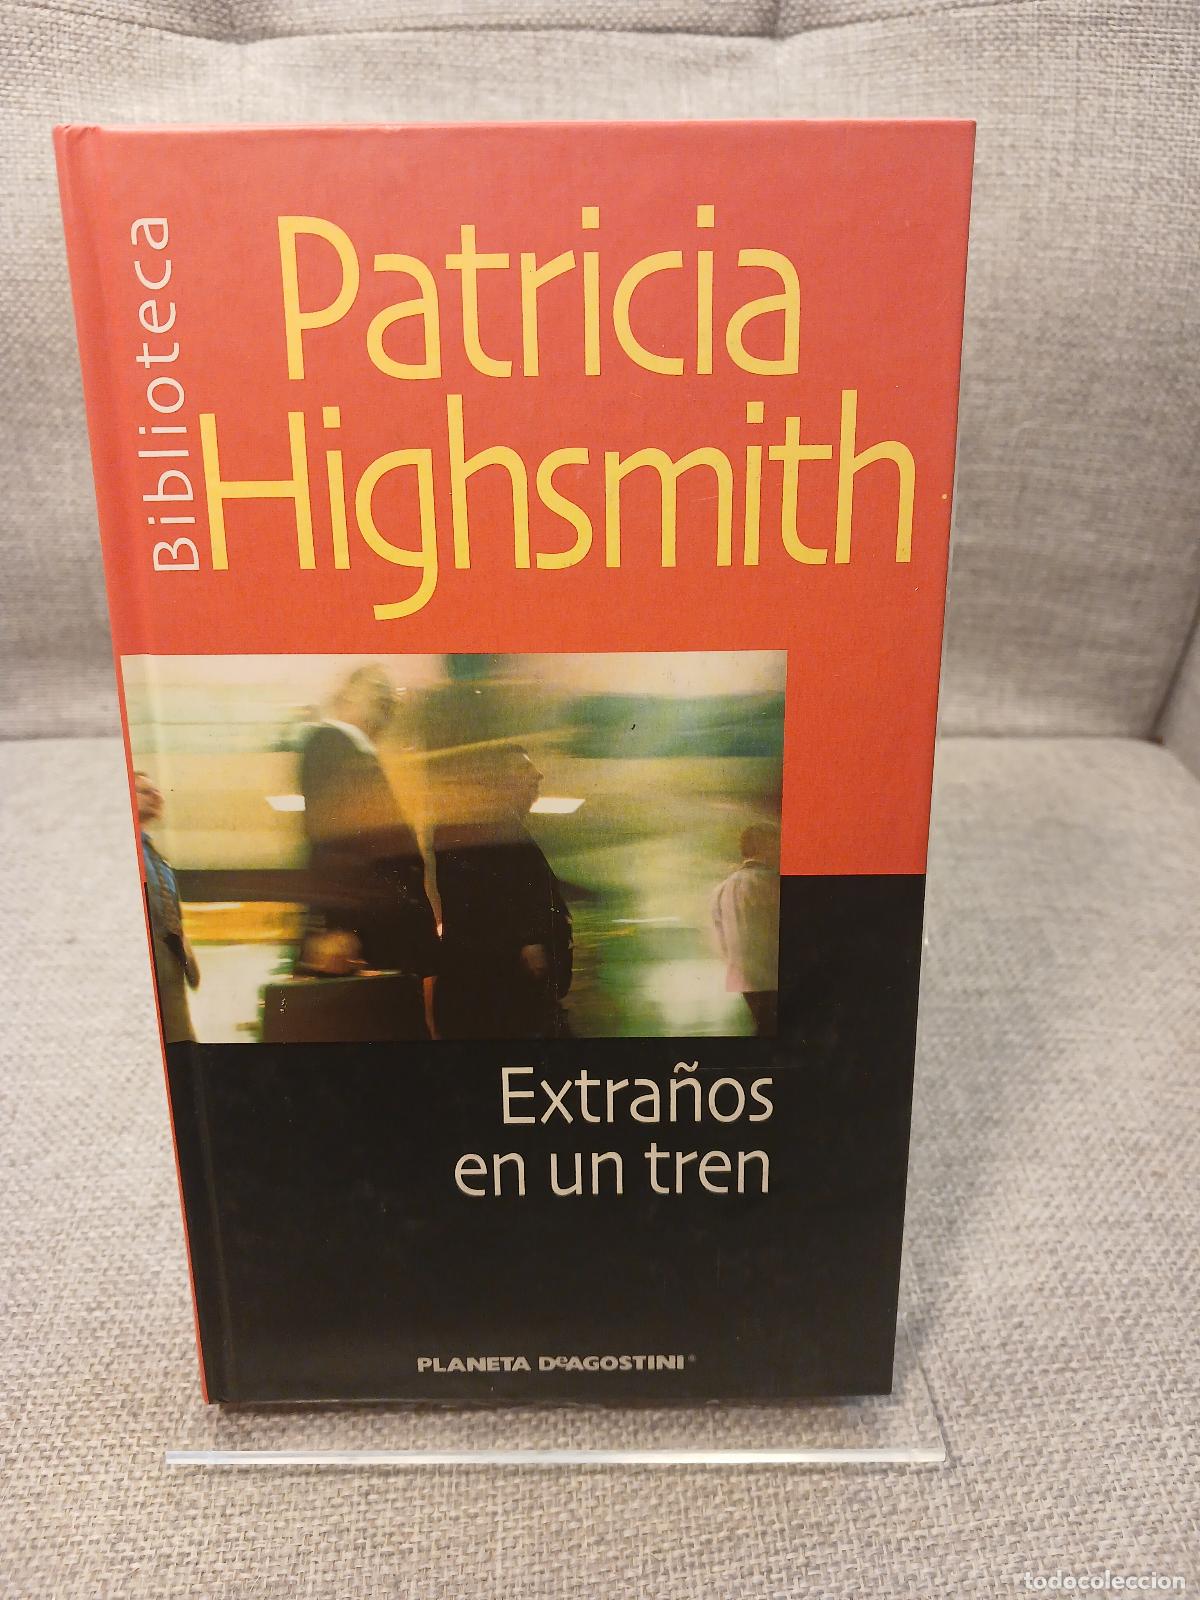 Biblioteca
Patricia
Highsmith
Extraños
en un tren
PLANETA DeAGOSTINI®
todocoleccion